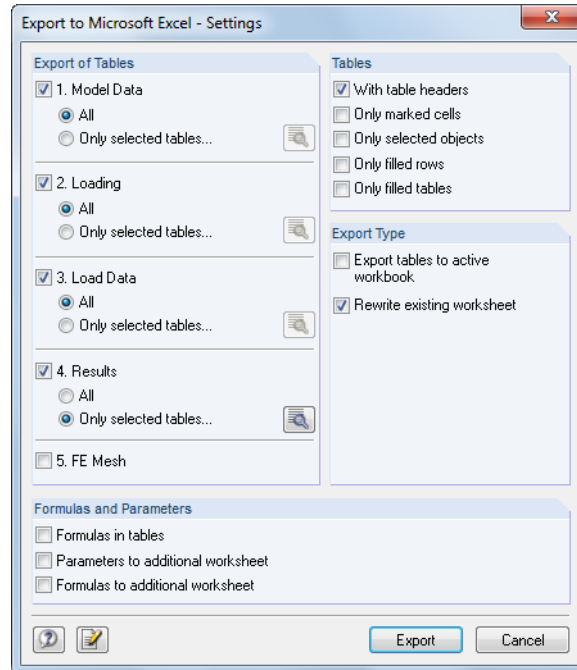 Export to Microsoft Excel - Settings
Export of Tables
1. Model Data
All
Only selected tables...
2. Loading
All
Only selected tables...
3. Load Data
All
Only selected tables...
4. Results
All
Only selected tables...
5. FE Mesh
Tables
With table headers
Only marked cells
Only selected objects
Only filled rows
Only filled tables
Export Type
Export tables to active
workbook
Rewrite existing worksheet
Formulas and Parameters
Formulas in tables
Parameters to additional worksheet
Formulas to additional worksheet
Export
Cancel